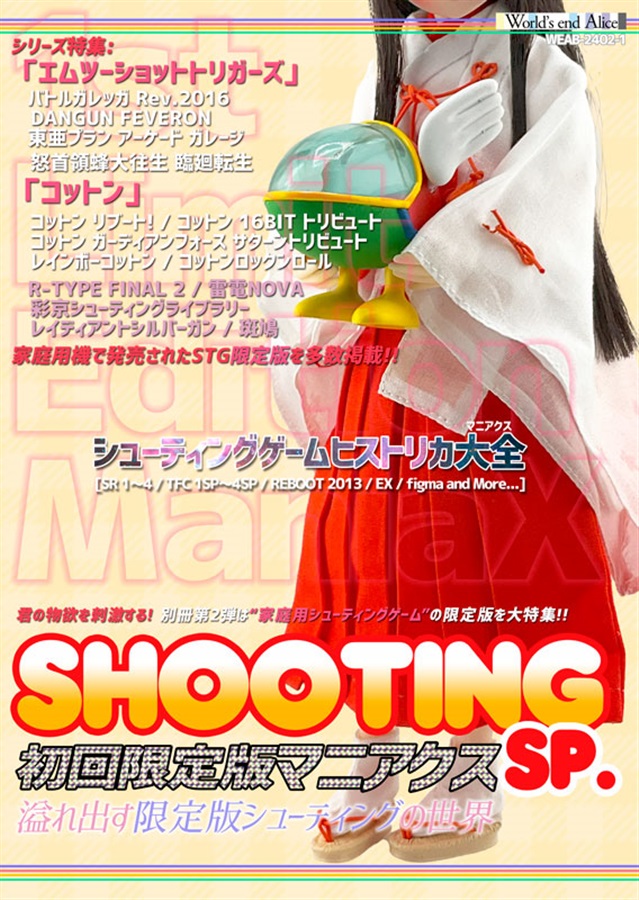 World's end Alice
WEAB-2402-1
シリーズ特集:
「エムツーショットトリガーズ」
バトルガレッガ Rev.2016
DANGUN FEVERON
東亜プラン アーケード ガレージ
怒首領蜂大往生 臨廻転生
「コットン」
コットン リブート! / コットン 16BIT トリビュート
コットン ガーディアンフォース サターントリビュート
レインボーコットン / コットンロックンロール
R-TYPE FINAL 2 / 雷電NOVA
彩京シューティングライブラリー
レイディアントシルバーガン / 斑鳩
家庭用機で発売されたSTG限定版を多数掲載!!
1st
Limit
Edition
ManiaX
マニアクス
シューティングゲームヒストリカ大全
[SR 1〜4 / TFC 1SP〜4SP / REBOOT 2013 / EX / figma and More...]
君の物欲を刺激する! 別冊第2弾は"家庭用シューティングゲーム"の限定版を大特集!!
SHOOTING
SP.
初回限定版マニアクス
溢れ出す限定版シューティングの世界